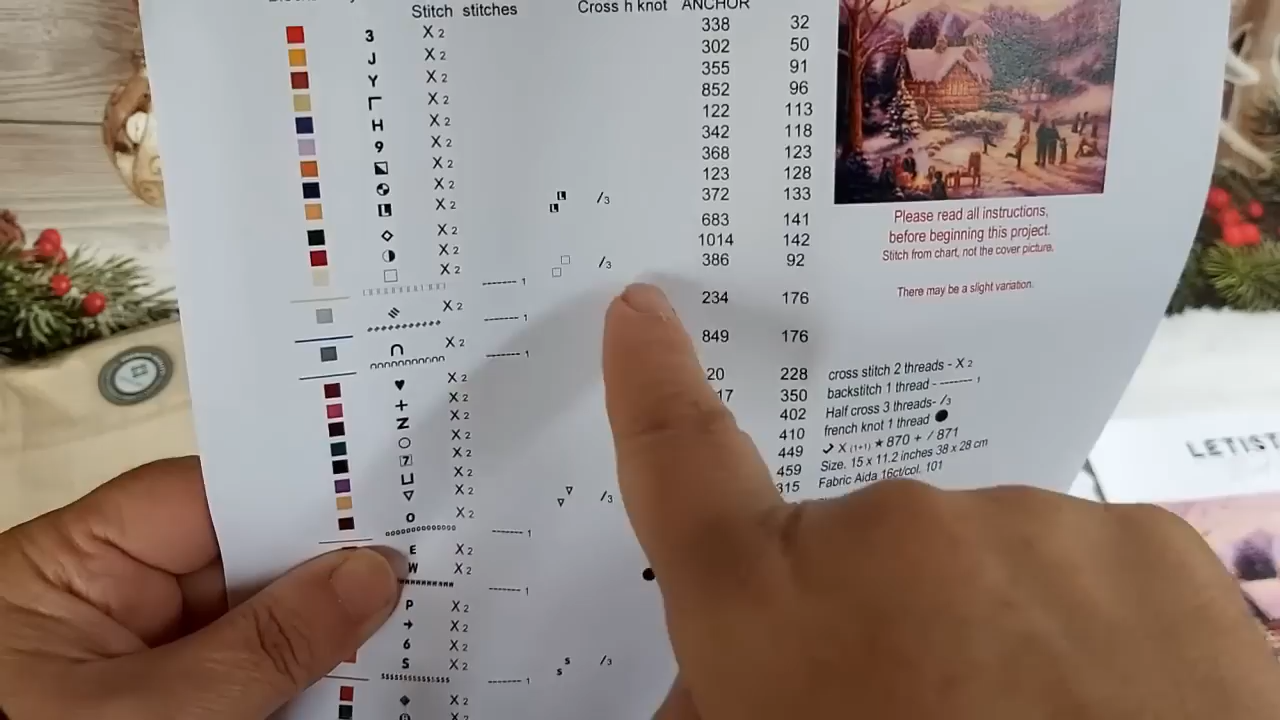 Stitch stitches Cross h knot ANCHOR
3 X 2 338 32
J X 2 302 50
Y X 2 355 91
X 2 852 96
H X 2 122 113
9 X 2 342 118
X 2 368 123
X 2 123 128
L X 2 L L /3 372 133
X 2 683 141
X 2 1014 142
X 2 /3 386 92
1
X 2 234 176
1
X 2 849 176
1
X 2 20 228
+ X 2 17 350
Z X 2 402
X 2 410
7 X 2 449
X 2 459
X 2 /3 315
o X 2
ooooooooooooo 1
E X 2
W X 2
1
P X 2
→ X 2
6 X 2
S X 2 s s /3
sssssssssssss 1
X 2
X 2
Please read all instructions,
before beginning this project.
Stitch from chart, not the cover picture.
There may be a slight variation.
cross stitch 2 threads - X 2
backstitch 1 thread - ------- 1
Half cross 3 threads- /3
french knot 1 thread ●
X (1+1) ★ 870 + / 871
Size. 15 x 11.2 inches 38 x 28 cm
Fabric Aida 16ct/col. 101
LETIST